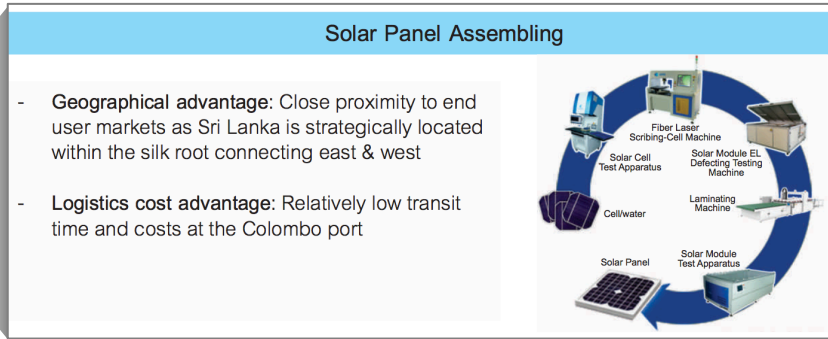 Solar Panel Assembling
- Geographical advantage: Close proximity to end
user markets as Sri Lanka is strategically located
within the silk root connecting east & west
- Logistics cost advantage: Relatively low transit
time and costs at the Colombo port
Fiber Laser
Scribing-Cell Machine
Solar Cell
Test Apparatus
Solar Module EL
Defecting Testing
Machine
Cell/water
Laminating
Machine
Solar Module
Test Apparatus
Solar Panel